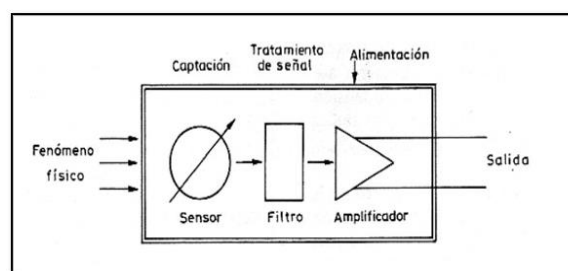 Captación
Tratamiento
de señal
Alimentación
Fenómeno
físico
Sensor
Filtro
Amplificador
Salida